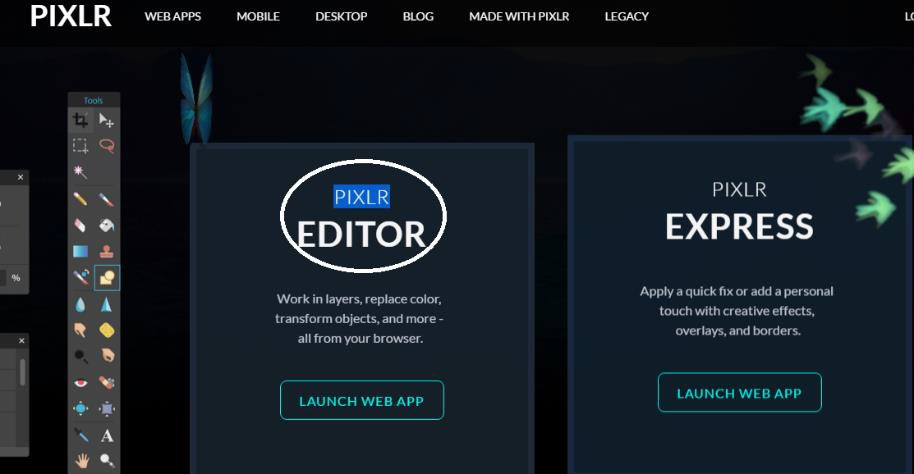 PIXLR
WEB APPS
MOBILE
DESKTOP
BLOG
MADE WITH PIXLR
LEGACY
Tools
%
A
PIXLR
EDITOR
Work in layers, replace color,
transform objects, and more -
all from your browser.
LAUNCH WEB APP
PIXLR
EXPRESS
Apply a quick fix or add a personal
touch with creative effects,
overlays, and borders.
LAUNCH WEB APP